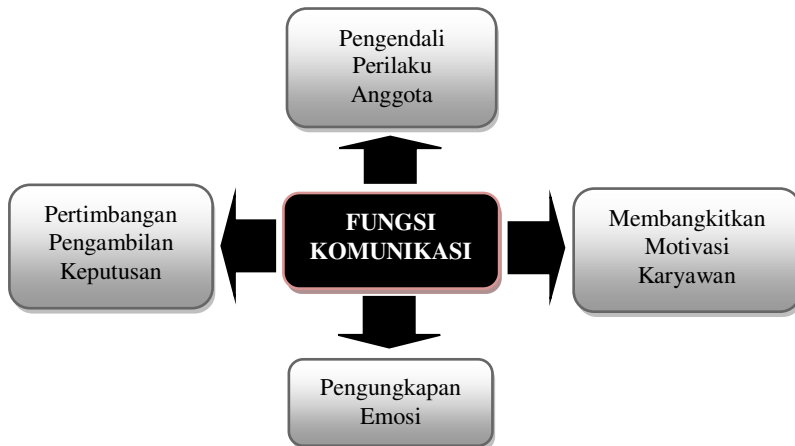 Pengendali
Perilaku
Anggota
Pertimbangan
Pengambilan
Keputusan
FUNGSI
KOMUNIKASI
Membangkitkan
Motivasi
Karyawan
Pengungkapan
Emosi